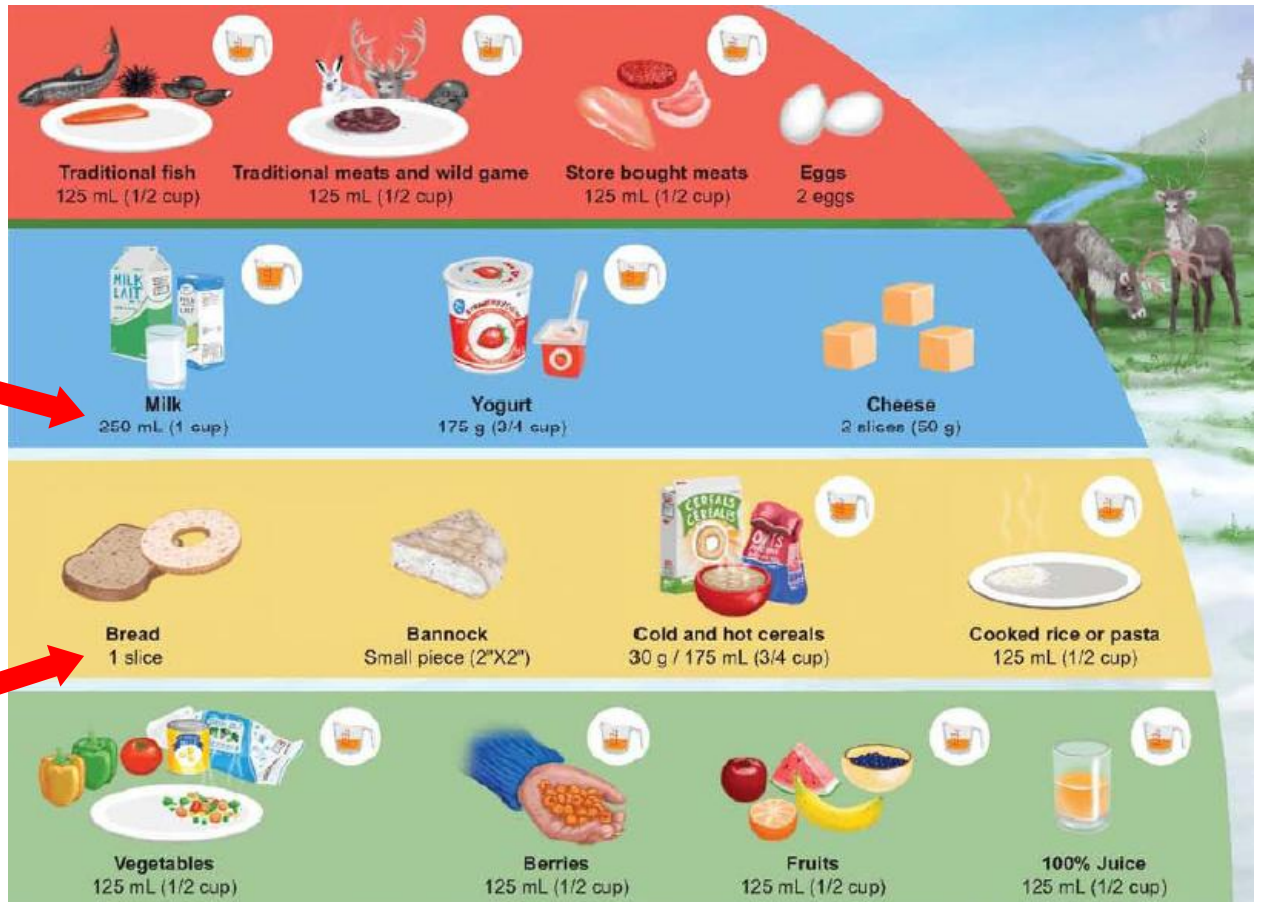 Traditional fish
125 mL (1/2 cup)
Traditional meats and wild game
125 mL (1/2 cup)
Store bought meats
125 mL (1/2 cup)
Eggs
2 eggs
MILK
LAIT
Milk
250 mL (1 cup)
Yogurt
175 g (3/4 cup)
Cheese
2 slices (50 g)
Bread
1 slice
Bannock
Small piece (2"X2")
CEREALS
CEREALES
Cold and hot cereals
30 g / 175 mL (3/4 cup)
Cooked rice or pasta
125 mL (1/2 cup)
Vegetables
125 mL (1/2 cup)
Berries
125 mL (1/2 cup)
Fruits
125 mL (1/2 cup)
100% Juice
125 mL (1/2 cup)